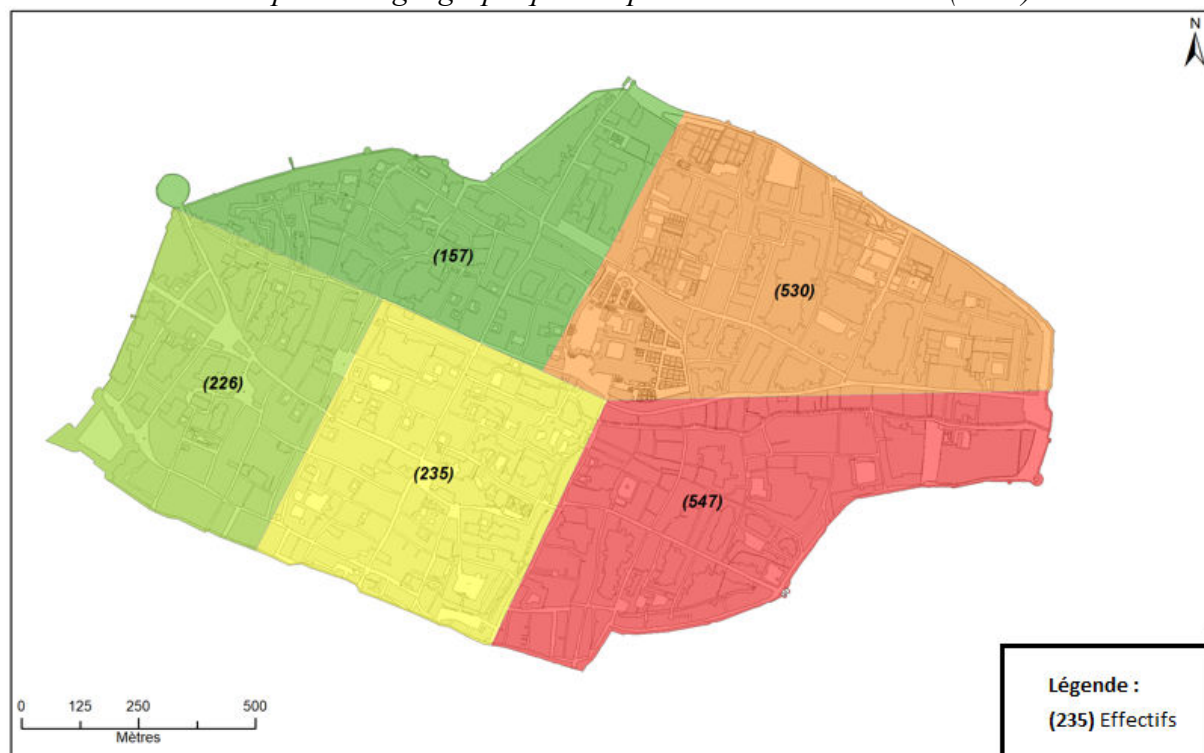 N
(157)
(530)
(226)
(235)
(547)
0 125 250 500
Mètres
Légende :
(235) Effectifs